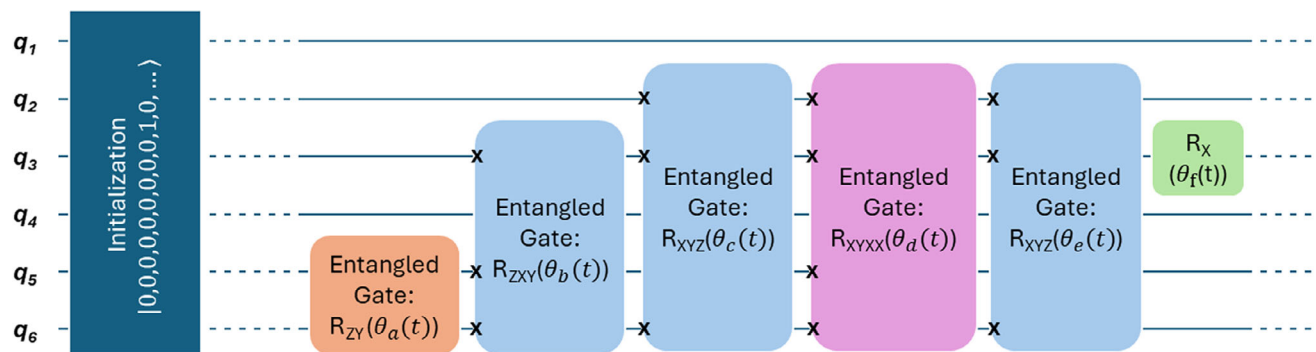 q₁
q₂
q₃
q₄
q₅
q₆
Initialization
|0,0,0,0,0,0,0,0,0,1,0, ... ⟩
Entangled
Gate:
R_ZY(θ_a(t))
x
x
x
Entangled
Gate:
R_ZXY(θ_b(t))
x
x
x
Entangled
Gate:
R_XYZ(θ_c(t))
x
x
x
x
Entangled
Gate:
R_XYXX(θ_d(t))
x
x
x
Entangled
Gate:
R_XYZ(θ_e(t))
R_X
(θ_f(t))